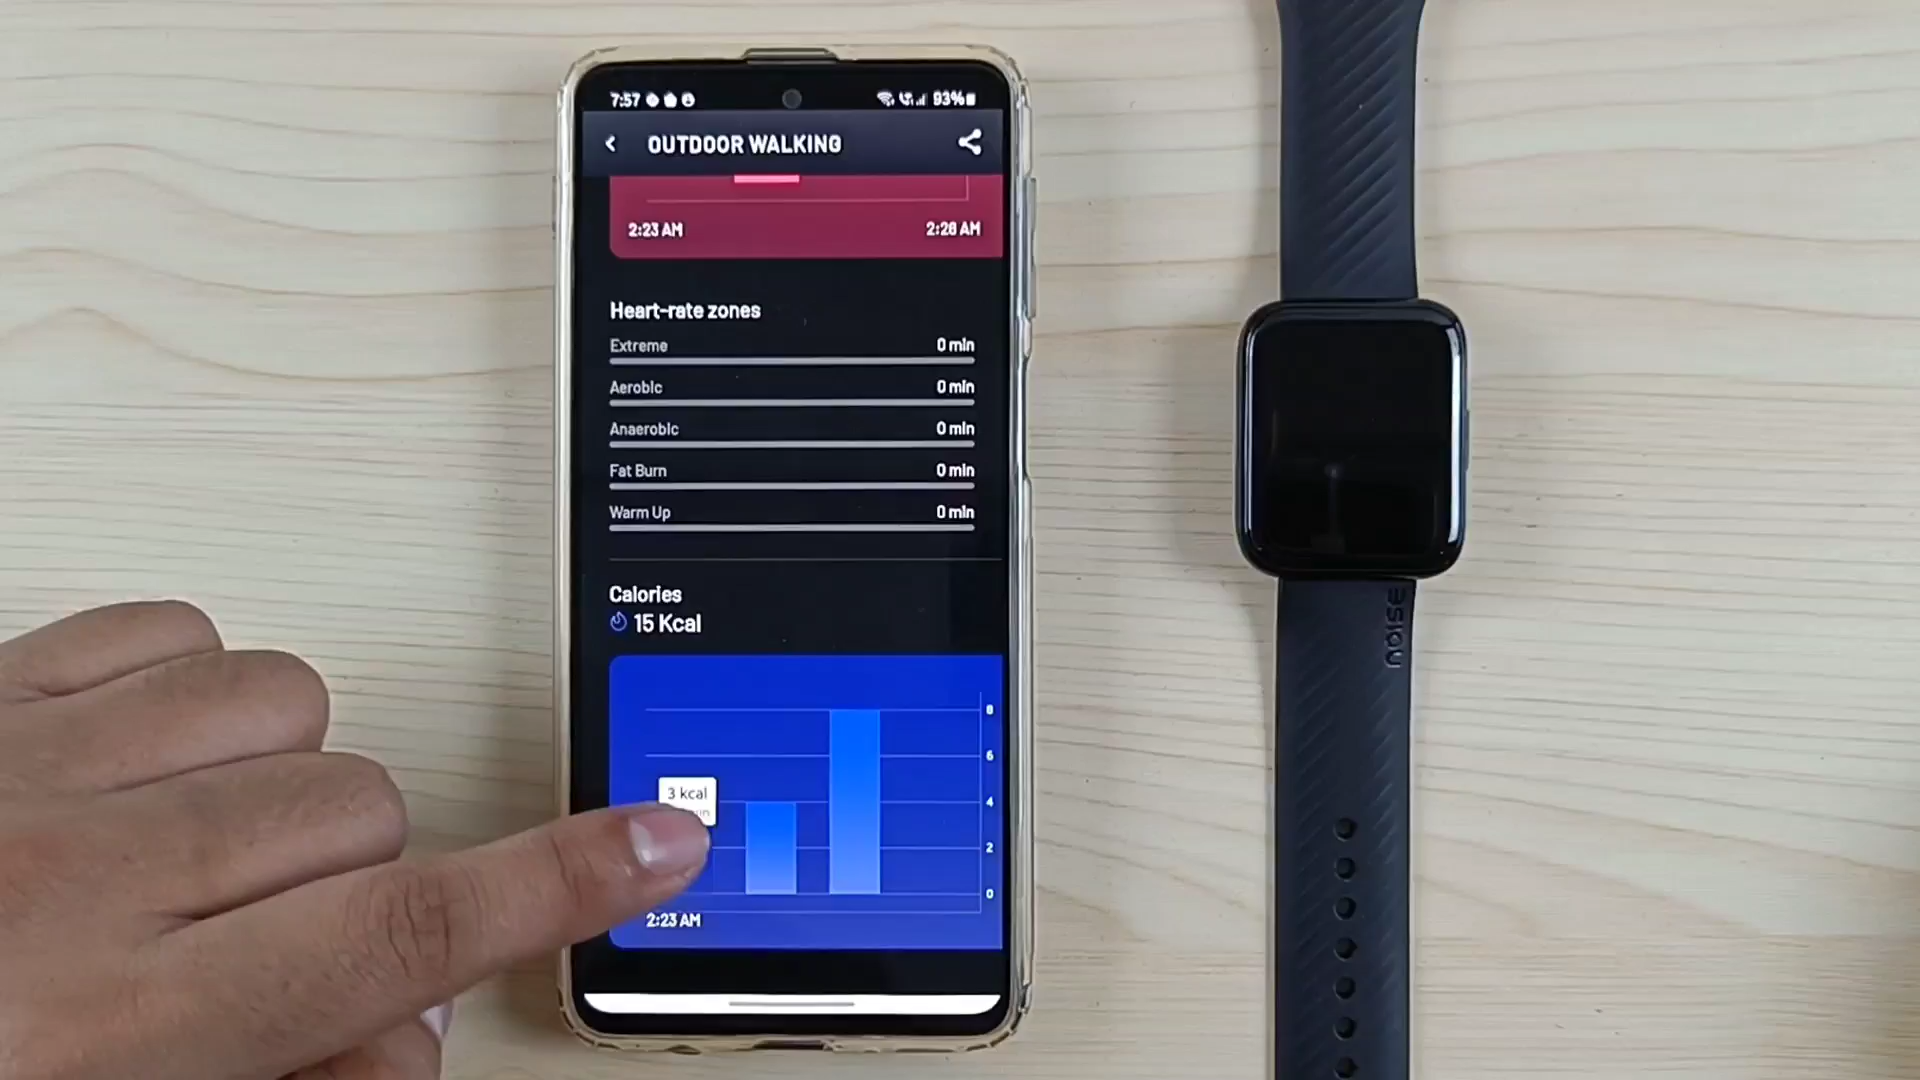 7:57 93%
OUTDOOR WALKING
2:23 AM 2:28 AM
Heart-rate zones
Extreme 0 min
Aerobic 0 min
Anaerobic 0 min
Fat Burn 0 min
Warm Up 0 min
Calories
15 Kcal
8
6
3 kcal
4
2
0
2:23 AM
NOISE